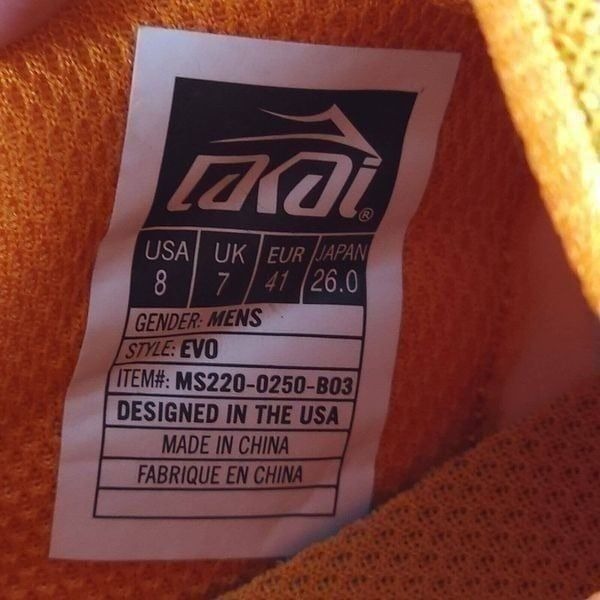 LAKAI®
USA UK EUR JAPAN
8 7 41 26.0
GENDER: MENS
STYLE: EVO
ITEM#: MS220-0250-B03
DESIGNED IN THE USA
MADE IN CHINA
FABRIQUE EN CHINA